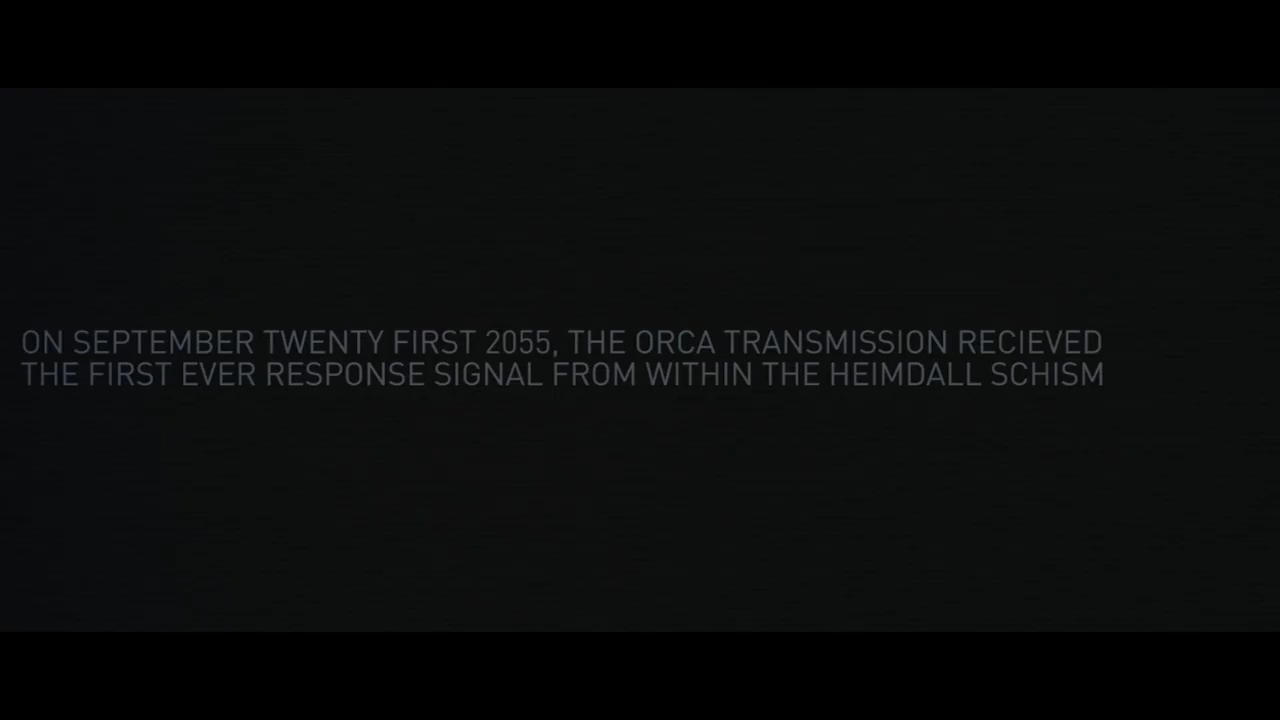 ON SEPTEMBER TWENTY FIRST 2055, THE ORCA TRANSMISSION RECIEVED
THE FIRST EVER RESPONSE SIGNAL FROM WITHIN THE HEIMDALL SCHISM